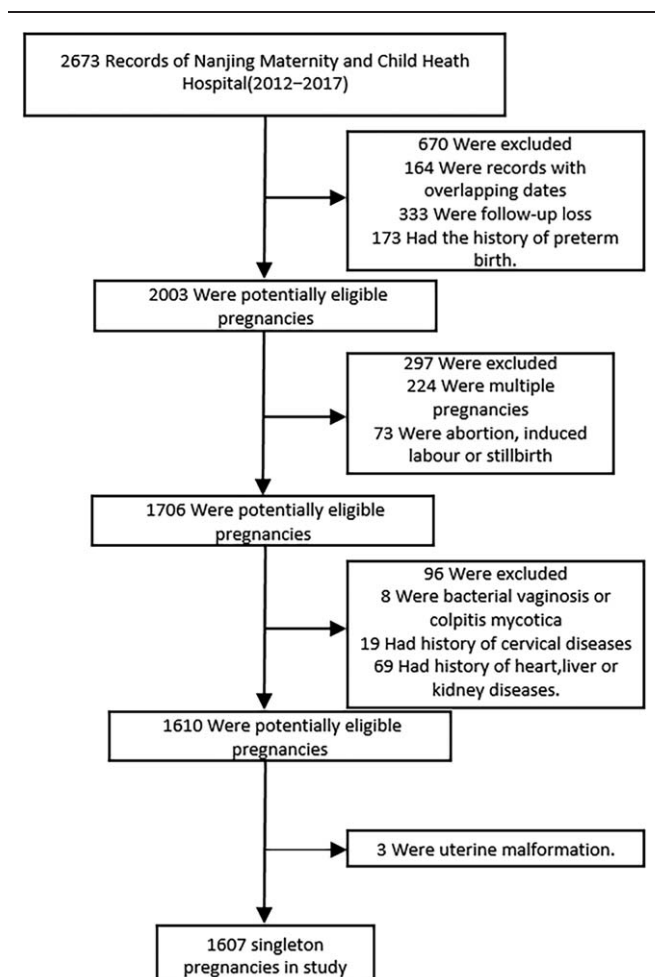 2673 Records of Nanjing Maternity and Child Heath
Hospital(2012–2017)
670 Were excluded
164 Were records with
overlapping dates
333 Were follow-up loss
173 Had the history of preterm
birth.
2003 Were potentially eligible
pregnancies
297 Were excluded
224 Were multiple
pregnancies
73 Were abortion, induced
labour or stillbirth
1706 Were potentially eligible
pregnancies
96 Were excluded
8 Were bacterial vaginosis or
colpitis mycotica
19 Had history of cervical diseases
69 Had history of heart,liver or
kidney diseases.
1610 Were potentially eligible
pregnancies
3 Were uterine malformation.
1607 singleton
pregnancies in study